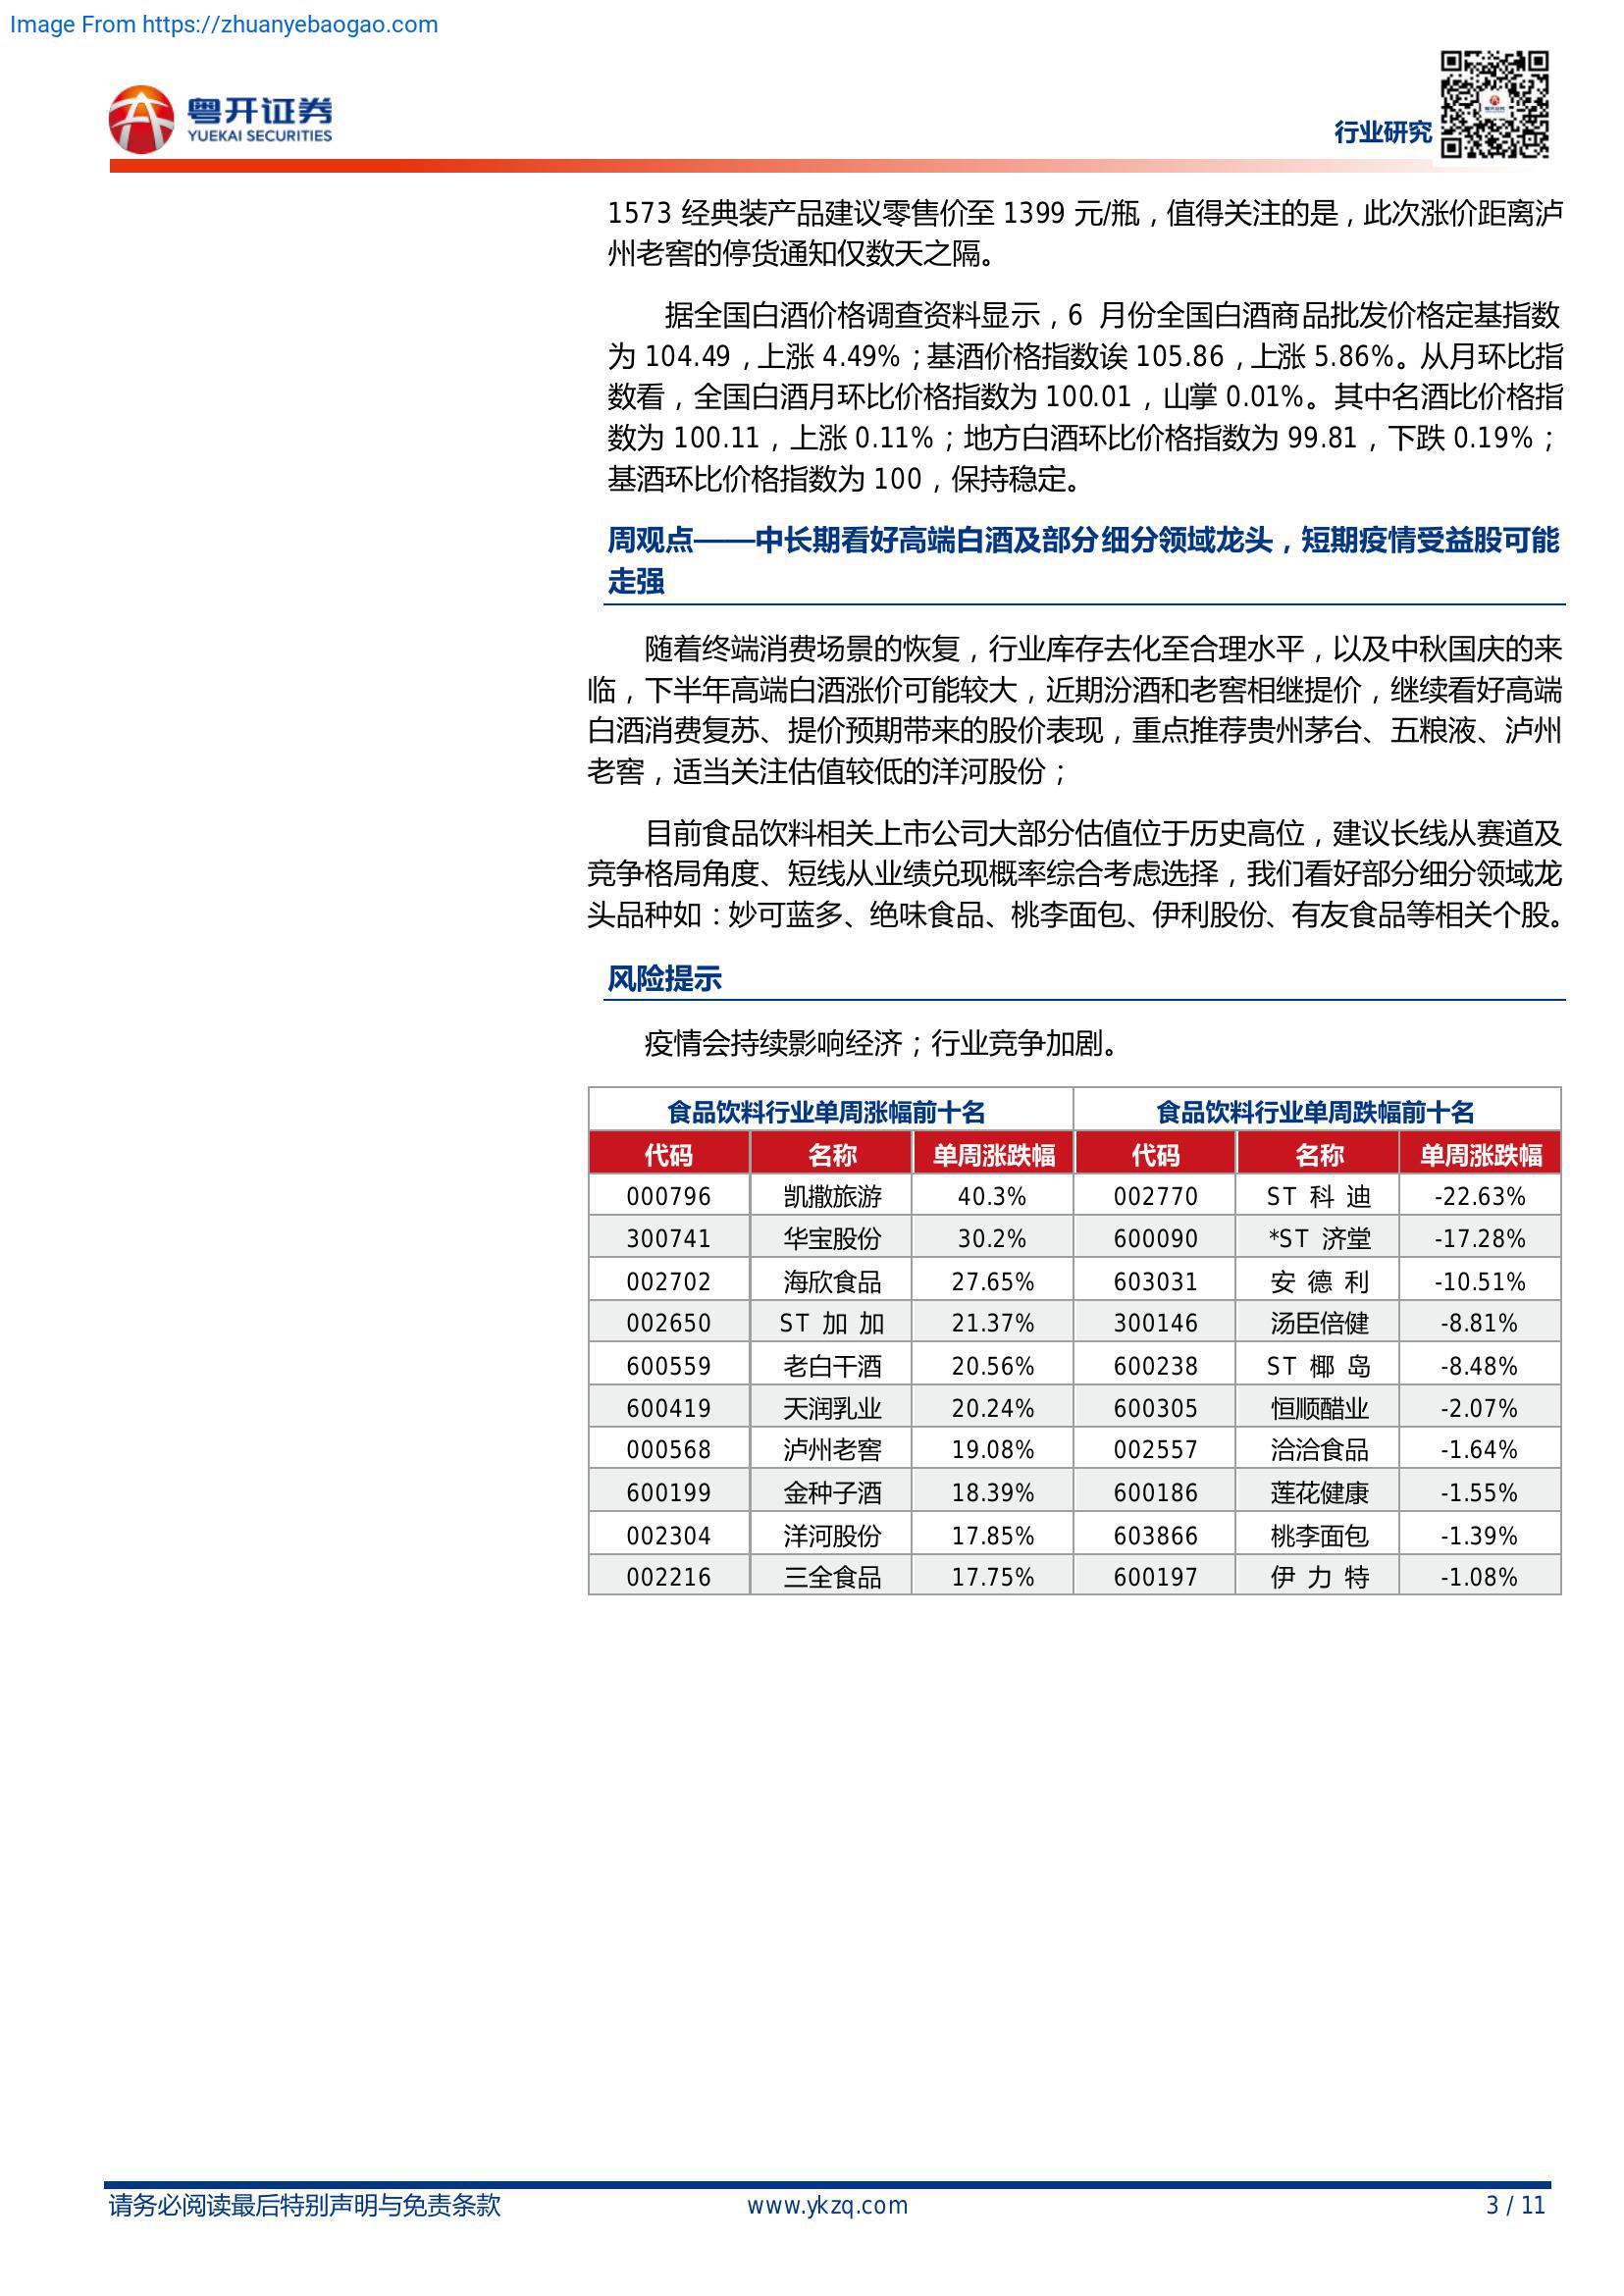 Image From https://zhuanyebaogao.com
粤开证券
YUEKAI SECURITIES
行业研究
1573 经典装产品建议零售价至 1399 元/瓶，值得关注的是，此次涨价距离泸
州老窖的停货通知仅数天之隔。
据全国白酒价格调查资料显示，6 月份全国白酒商品批发价格定基指数
为 104.49，上涨 4.49%；基酒价格指数诶 105.86，上涨 5.86%。从月环比指
数看，全国白酒月环比价格指数为 100.01，山掌 0.01%。其中名酒比价格指
数为 100.11，上涨 0.11%；地方白酒环比价格指数为 99.81，下跌 0.19%；
基酒环比价格指数为 100，保持稳定。
周观点——中长期看好高端白酒及部分细分领域龙头，短期疫情受益股可能
走强
随着终端消费场景的恢复，行业库存去化至合理水平，以及中秋国庆的来
临，下半年高端白酒涨价可能较大，近期汾酒和老窖相继提价，继续看好高端
白酒消费复苏、提价预期带来的股价表现，重点推荐贵州茅台、五粮液、泸州
老窖，适当关注估值较低的洋河股份；
目前食品饮料相关上市公司大部分估值位于历史高位，建议长线从赛道及
竞争格局角度、短线从业绩兑现概率综合考虑选择，我们看好部分细分领域龙
头品种如：妙可蓝多、绝味食品、桃李面包、伊利股份、有友食品等相关个股。
风险提示
疫情会持续影响经济；行业竞争加剧。
食品饮料行业单周涨幅前十名 食品饮料行业单周跌幅前十名
代码 名称 单周涨跌幅 代码 名称 单周涨跌幅
000796 凯撒旅游 40.3% 002770 ST 科 迪 -22.63%
300741 华宝股份 30.2% 600090 *ST 济堂 -17.28%
002702 海欣食品 27.65% 603031 安 德 利 -10.51%
002650 ST 加 加 21.37% 300146 汤臣倍健 -8.81%
600559 老白干酒 20.56% 600238 ST 椰 岛 -8.48%
600419 天润乳业 20.24% 600305 恒顺醋业 -2.07%
000568 泸州老窖 19.08% 002557 洽洽食品 -1.64%
600199 金种子酒 18.39% 600186 莲花健康 -1.55%
002304 洋河股份 17.85% 603866 桃李面包 -1.39%
002216 三全食品 17.75% 600197 伊 力 特 -1.08%
请务必阅读最后特别声明与免责条款 www.ykzq.com 3 / 11